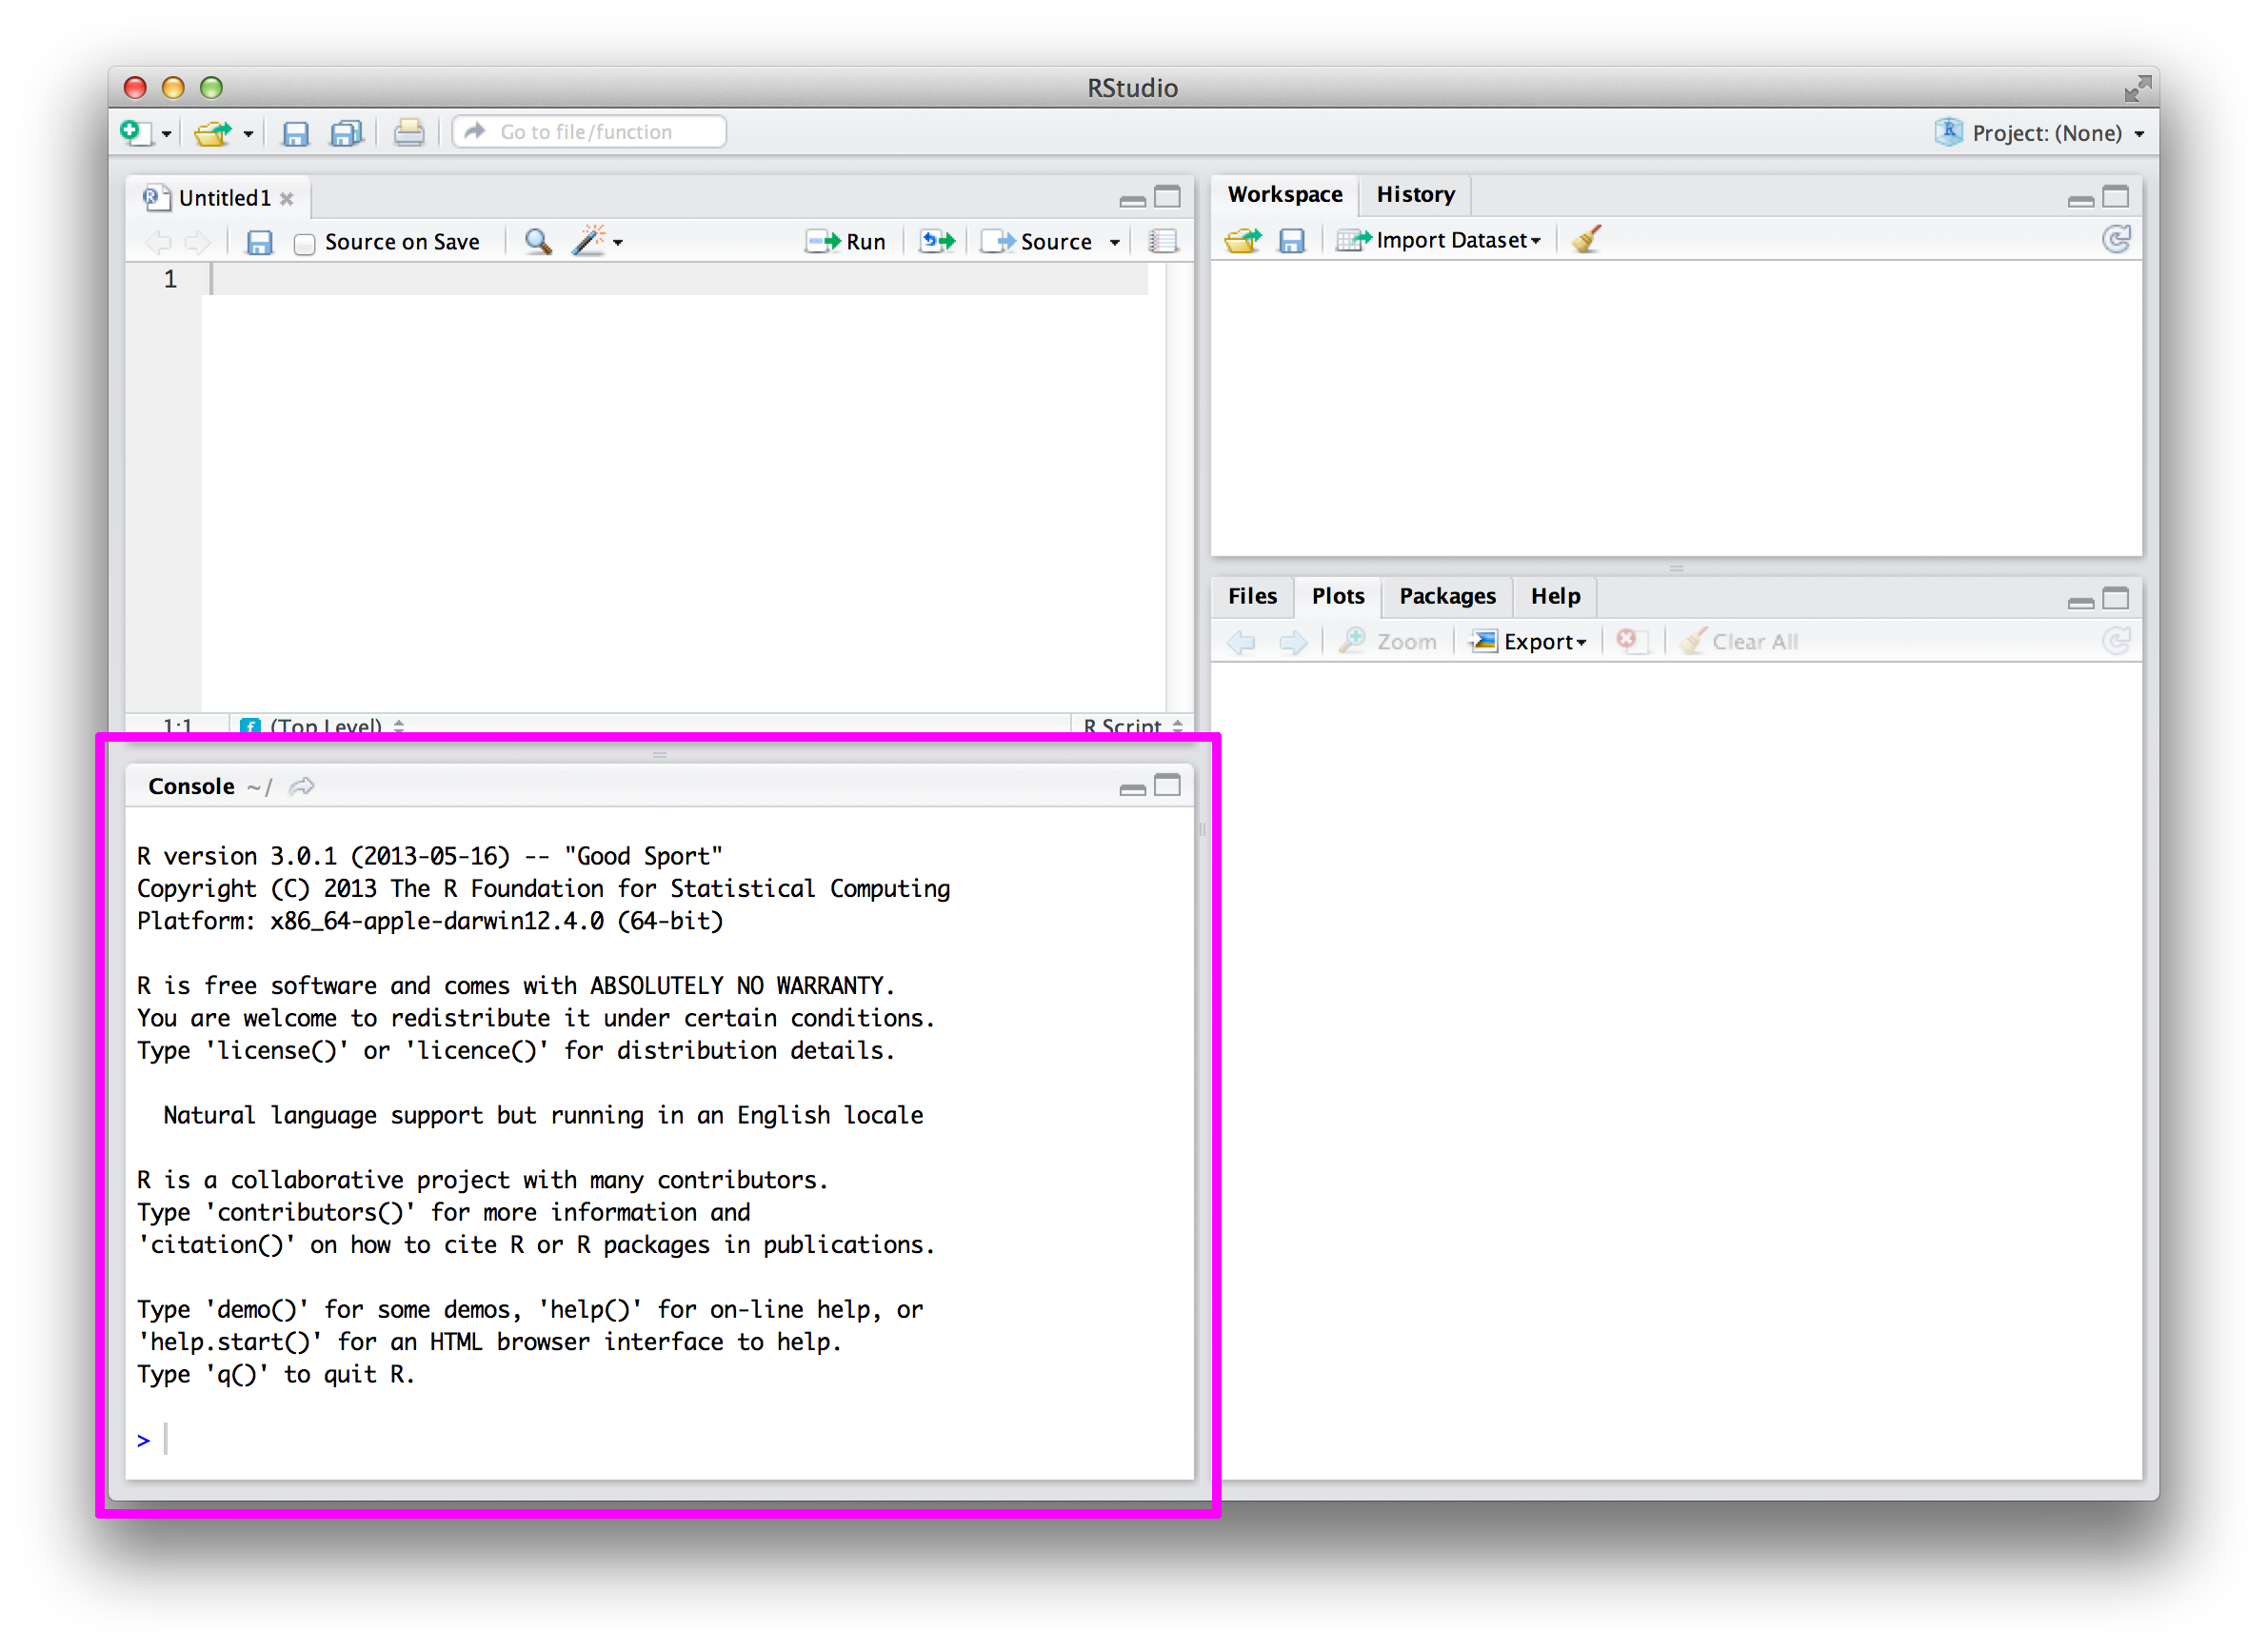 RStudio
Go to file/function
Project: (None)
Untitled1
Source on Save
Run
Source
1
1:1
(Top Level)
R Script
Workspace
History
Import Dataset
Files
Plots
Packages
Help
Zoom
Export
Clear All
Console ~/
R version 3.0.1 (2013-05-16) -- "Good Sport"
Copyright (C) 2013 The R Foundation for Statistical Computing
Platform: x86_64-apple-darwin12.4.0 (64-bit)
R is free software and comes with ABSOLUTELY NO WARRANTY.
You are welcome to redistribute it under certain conditions.
Type 'license()' or 'licence()' for distribution details.
Natural language support but running in an English locale
R is a collaborative project with many contributors.
Type 'contributors()' for more information and
'citation()' on how to cite R or R packages in publications.
Type 'demo()' for some demos, 'help()' for on-line help, or
'help.start()' for an HTML browser interface to help.
Type 'q()' to quit R.
>